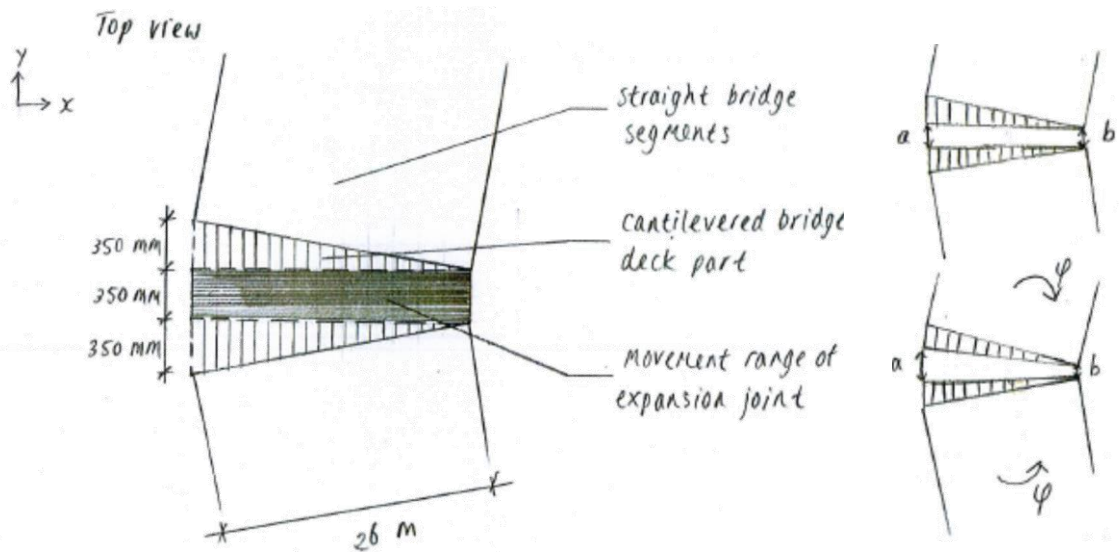 Top view
y
x
straight bridge
segments
cantilevered bridge
deck part
movement range of
expansion joint
350 mm
350 mm
350 mm
26 m
a
b
φ
a
b
φ